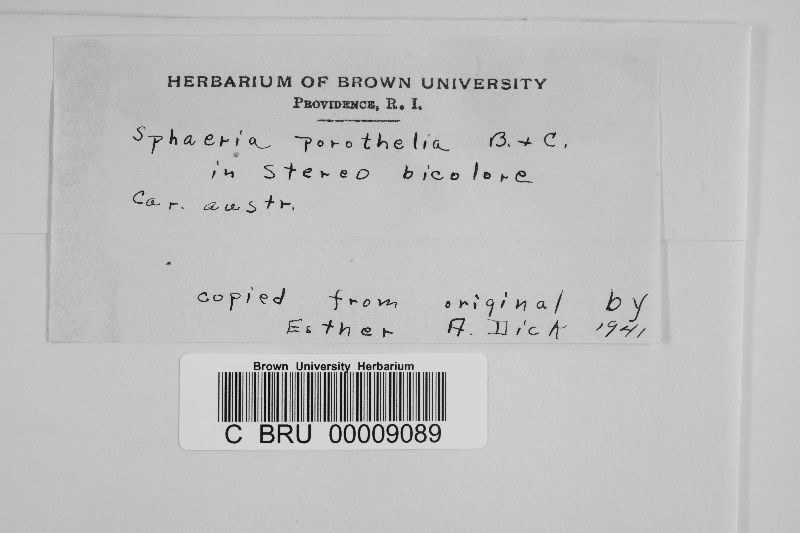 HERBARIUM OF BROWN UNIVERSITY
PROVIDENCE, R. I.
Sphaeria porothelia B. + C.
in Stereo bicolore
Car. austr.
copied from original by
Esther A. Dick 1941
Brown University Herbarium
C BRU 00009089